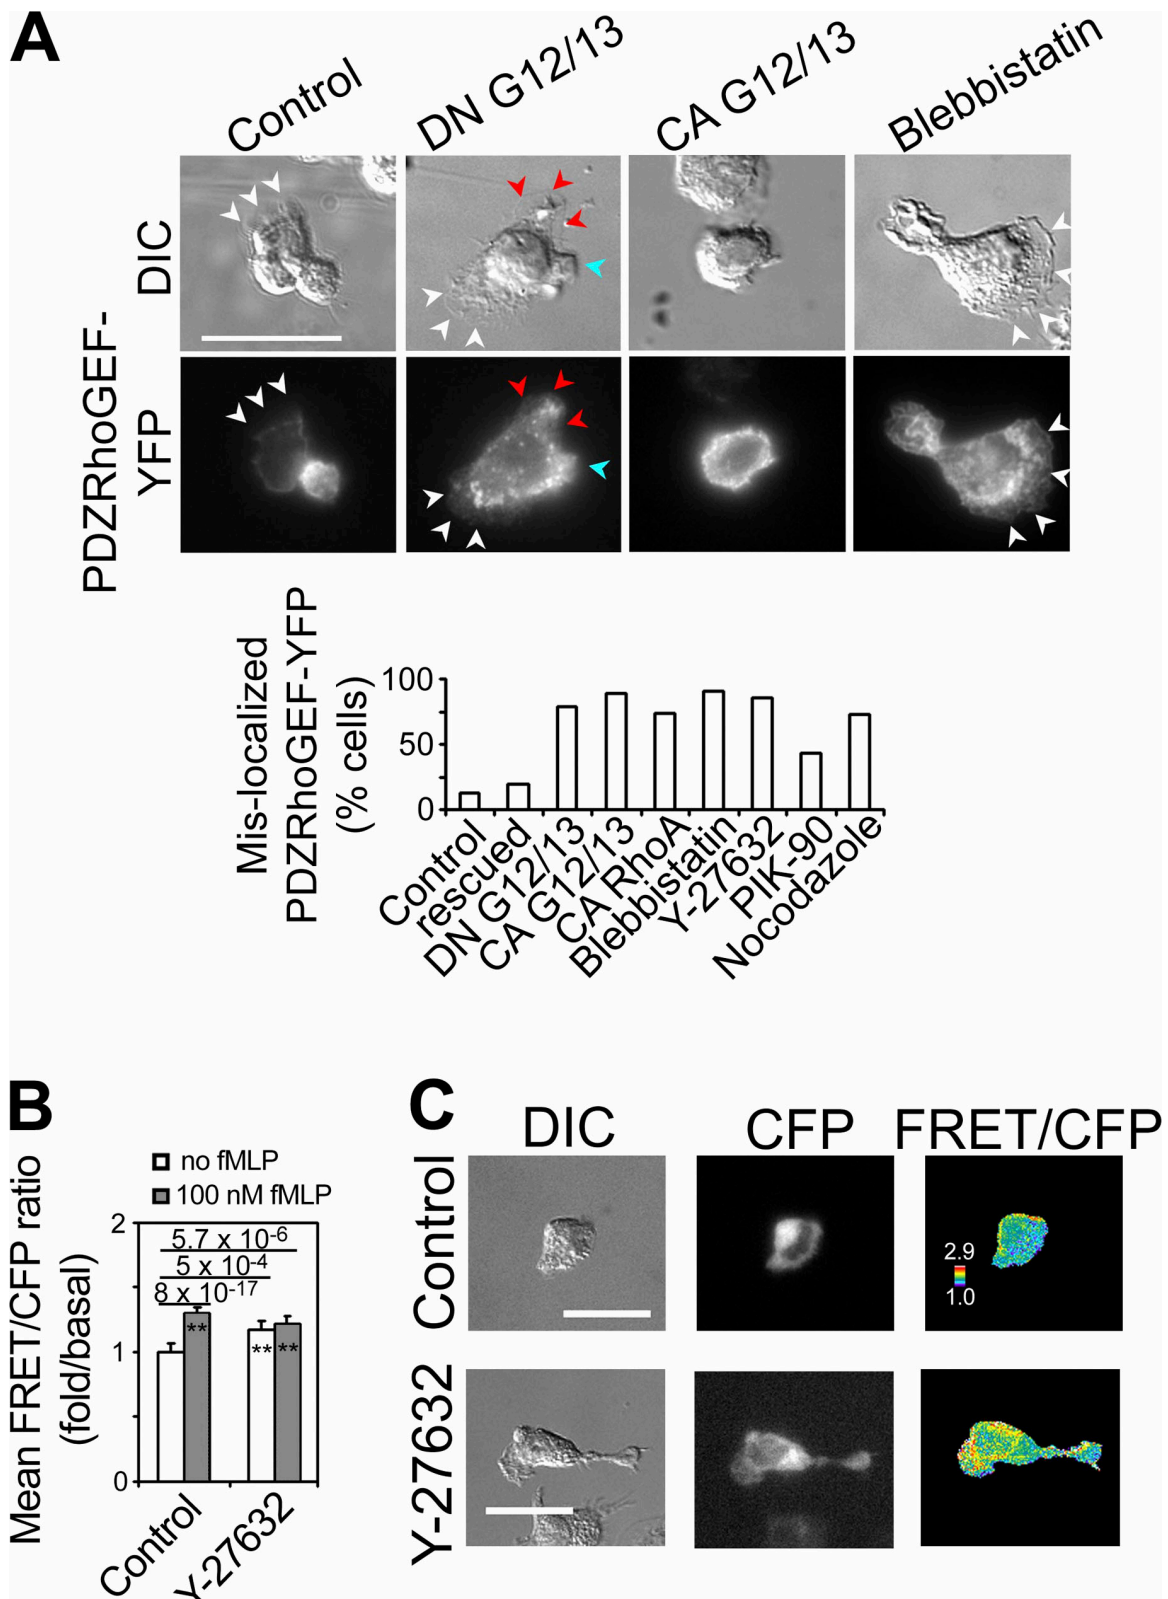 A
Control
DN G12/13
CA G12/13
Blebbistatin
PDZRhoGEF-
DIC
YFP
Mis-localized
PDZRhoGEF-YFP
(% cells)
100
50
0
Control
rescued
DN G12/13
CA G12/13
CA RhoA
Blebbistatin
Y-27632
PIK-90
Nocodazole
B
no fMLP
100 nM fMLP
Mean FRET/CFP ratio
(fold/basal)
2
1
0
5.7 x 10⁻⁶
5 x 10⁻⁴
8 x 10⁻¹⁷
**
**
**
Control
Y-27632
C
DIC
CFP
FRET/CFP
Control
2.9
1.0
Y-27632